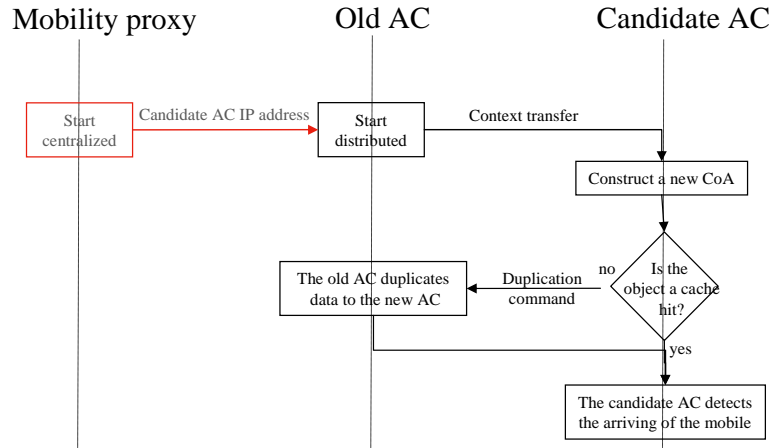 Mobility proxy
Old AC
Candidate AC
Start
centralized
Candidate AC IP address
Start
distributed
Context transfer
Construct a new CoA
Is the
object a cache
hit?
no
Duplication
command
The old AC duplicates
data to the new AC
yes
The candidate AC detects
the arriving of the mobile